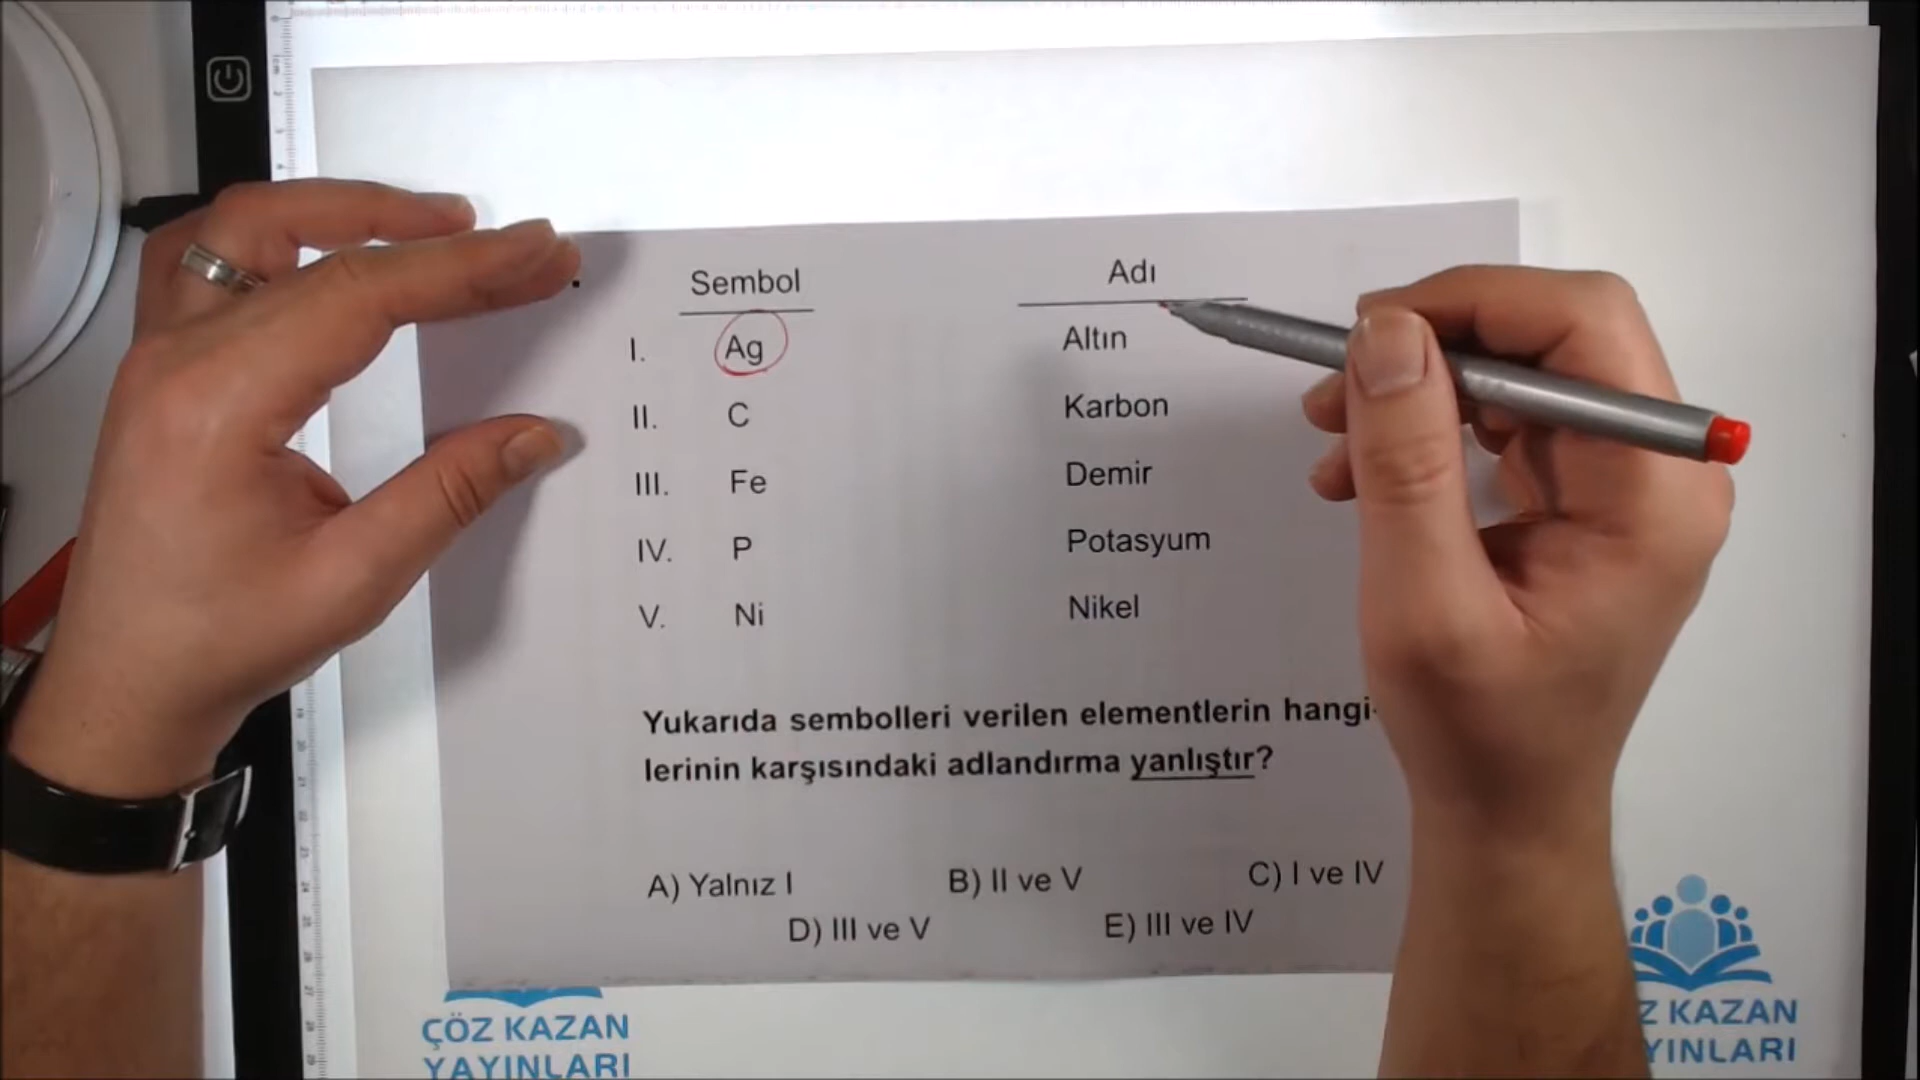 Sembol Adı
I. Ag Altın
II. C Karbon
III. Fe Demir
IV. P Potasyum
V. Ni Nikel
Yukarıda sembolleri verilen elementlerin hangi-
lerinin karşısındaki adlandırma yanlıştır?
A) Yalnız I B) II ve V C) I ve IV
D) III ve V E) III ve IV
ÇÖZ KAZAN
YAYINLARI
Z KAZAN
YINLARI